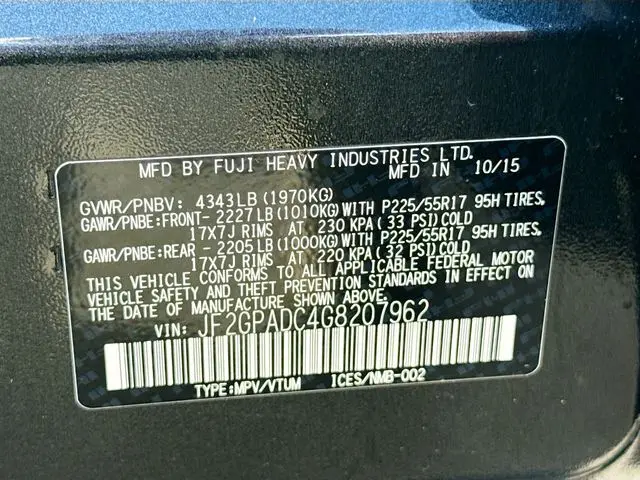 MFD BY FUJI HEAVY INDUSTRIES LTD.
MFD IN 10/15
GVWR/PNBV: 4343LB (1970KG)
GAWR/PNBE:FRONT- 2227LB (1010KG)WITH P225/55R17 95H TIRES,
17X7J RIMS AT 230 KPA (33 PSI)COLD
GAWR/PNBE:REAR - 2205LB (1000KG)WITH P225/55R17 95H TIRES,
17X7J RIMS AT 220 KPA (32 PSI)COLD
THIS VEHICLE CONFORMS TO ALL APPLICABLE FEDERAL MOTOR
VEHICLE SAFETY AND THEFT PREVENTION STANDARDS IN EFFECT ON
THE DATE OF MANUFACTURE SHOWN ABOVE.
VIN: JF2GPADC4G8207962
TYPE:MPV/VTUM ICES/NMB-002